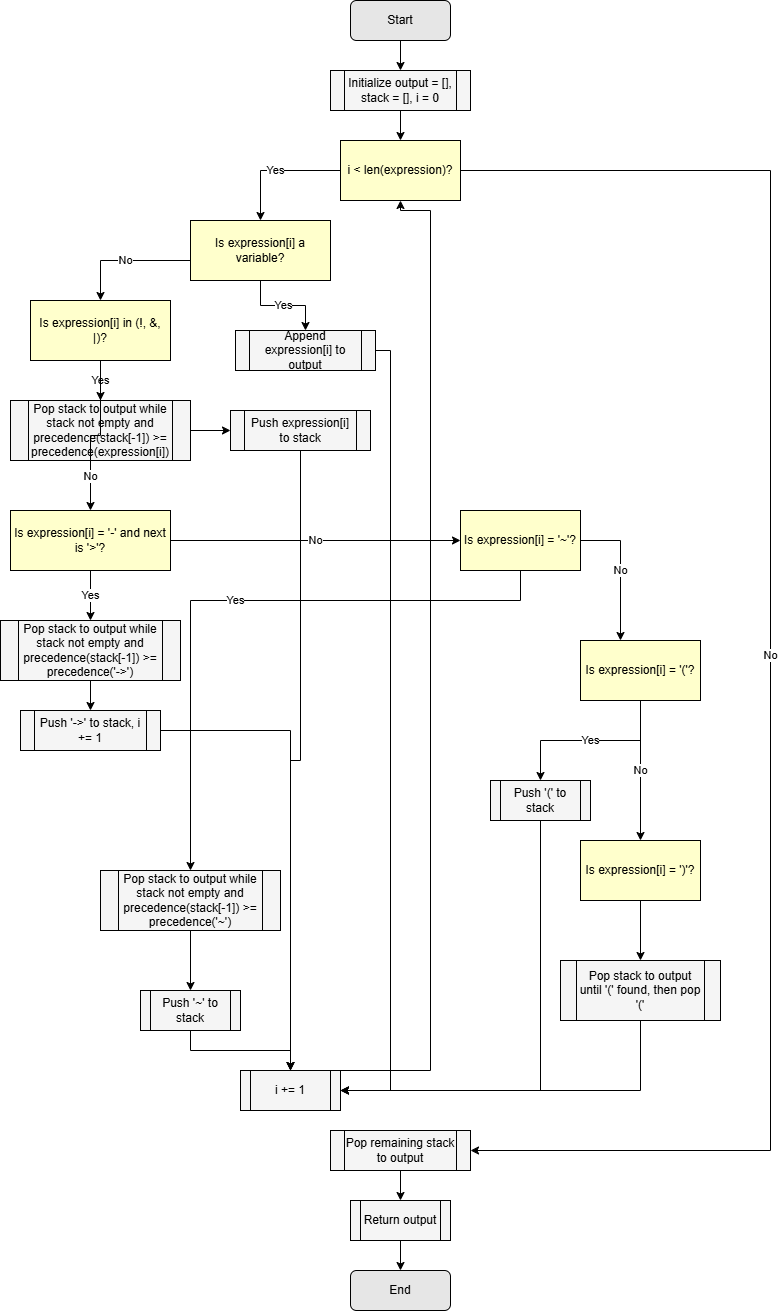 Start
Initialize output = [],
stack = [], i = 0
i < len(expression)?
Yes
Is expression[i] a
variable?
No
Yes
Is expression[i] in (!, &,
|)?
Append
expression[i] to
output
Yes
Pop stack to output while
stack not empty and
precedence(stack[-1]) >=
precedence(expression[i])
Push expression[i]
to stack
No
Is expression[i] = '-' and next
is '>'?
No
Is expression[i] = '~'?
No
Yes
Yes
Pop stack to output while
stack not empty and
precedence(stack[-1]) >=
precedence('->')
Is expression[i] = '('?
No
Push '->' to stack, i
+= 1
Yes
No
Push '(' to
stack
Is expression[i] = ')'?
Pop stack to output while
stack not empty and
precedence(stack[-1]) >=
precedence('~')
Pop stack to output
until '(' found, then pop
'('
Push '~' to
stack
i += 1
Pop remaining stack
to output
Return output
End